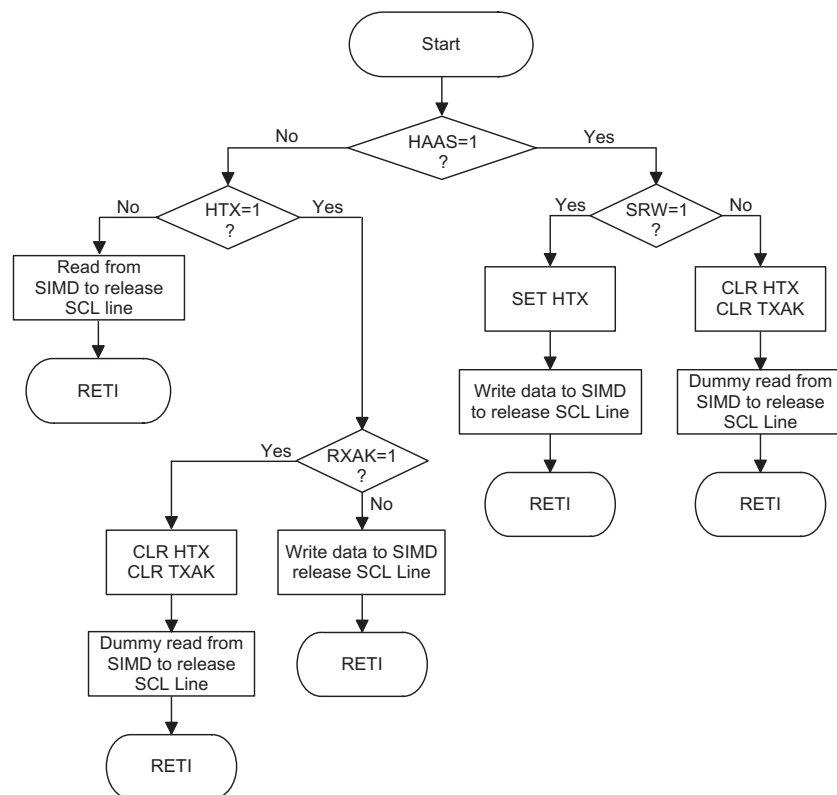 Start
HAAS=1
?
No
Yes
HTX=1
?
No
Yes
SRW=1
?
Yes
No
Read from
SIMD to release
SCL line
RETI
SET HTX
Write data to SIMD
to release SCL Line
RETI
CLR HTX
CLR TXAK
Dummy read from
SIMD to release
SCL Line
RETI
RXAK=1
?
Yes
No
CLR HTX
CLR TXAK
Dummy read from
SIMD to release
SCL Line
RETI
Write data to SIMD
release SCL Line
RETI